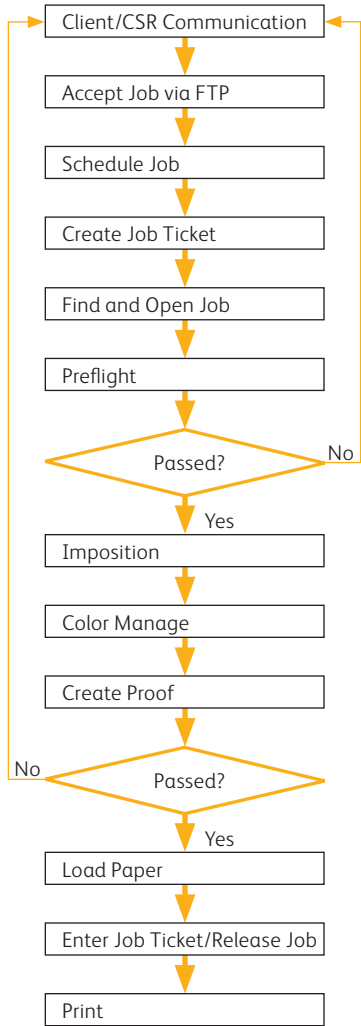 Client/CSR Communication
Accept Job via FTP
Schedule Job
Create Job Ticket
Find and Open Job
Preflight
Passed?
No
Yes
Imposition
Color Manage
Create Proof
No
Passed?
Yes
Load Paper
Enter Job Ticket/Release Job
Print